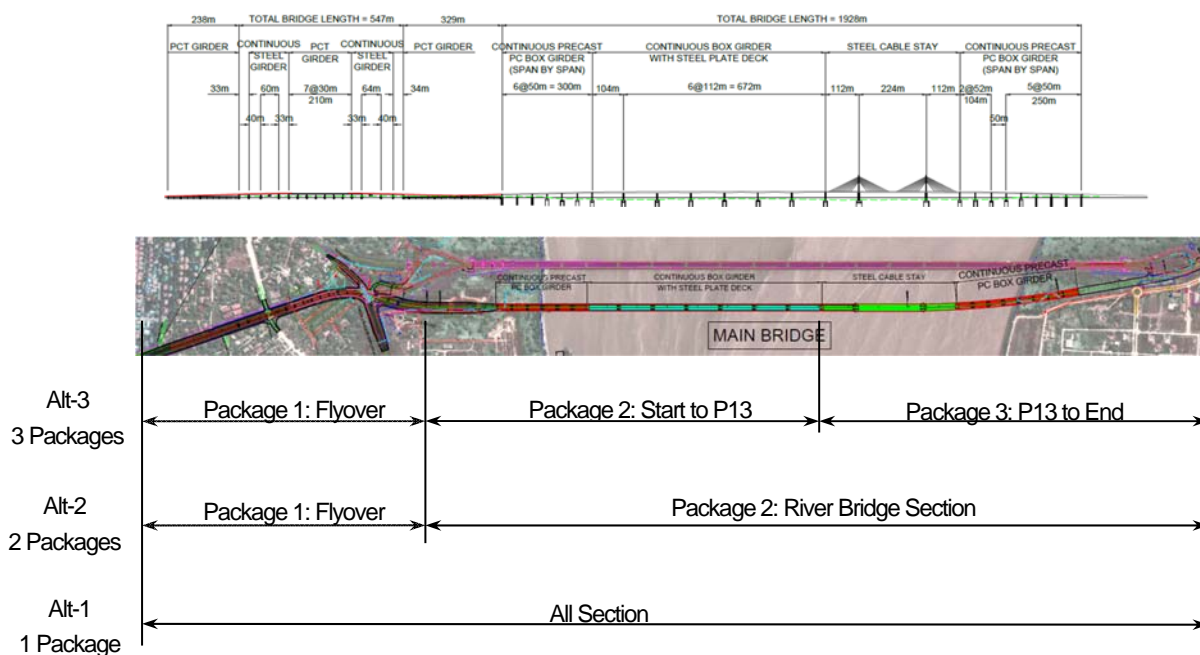 238m
TOTAL BRIDGE LENGTH = 547m
329m
TOTAL BRIDGE LENGTH = 1928m
PCT GIRDER
CONTINUOUS
STEEL
GIRDER
PCT
GIRDER
CONTINUOUS
STEEL
GIRDER
PCT GIRDER
CONTINUOUS PRECAST
PC BOX GIRDER
(SPAN BY SPAN)
CONTINUOUS BOX GIRDER
WITH STEEL PLATE DECK
STEEL CABLE STAY
CONTINUOUS PRECAST
PC BOX GIRDER
(SPAN BY SPAN)
33m
60m
7@30m
210m
64m
34m
6@50m = 300m
104m
6@112m = 672m
112m
224m
112m
2@52m
104m
5@50m
250m
40m
33m
33m
40m
50m
CONTINUOUS PRECAST
PC BOX GIRDER
CONTINUOUS BOX GIRDER
WITH STEEL PLATE DECK
STEEL CABLE STAY
CONTINUOUS PRECAST
PC BOX GIRDER
MAIN BRIDGE
Alt-3
3 Packages
Package 1: Flyover
Package 2: Start to P13
Package 3: P13 to End
Alt-2
2 Packages
Package 1: Flyover
Package 2: River Bridge Section
Alt-1
1 Package
All Section